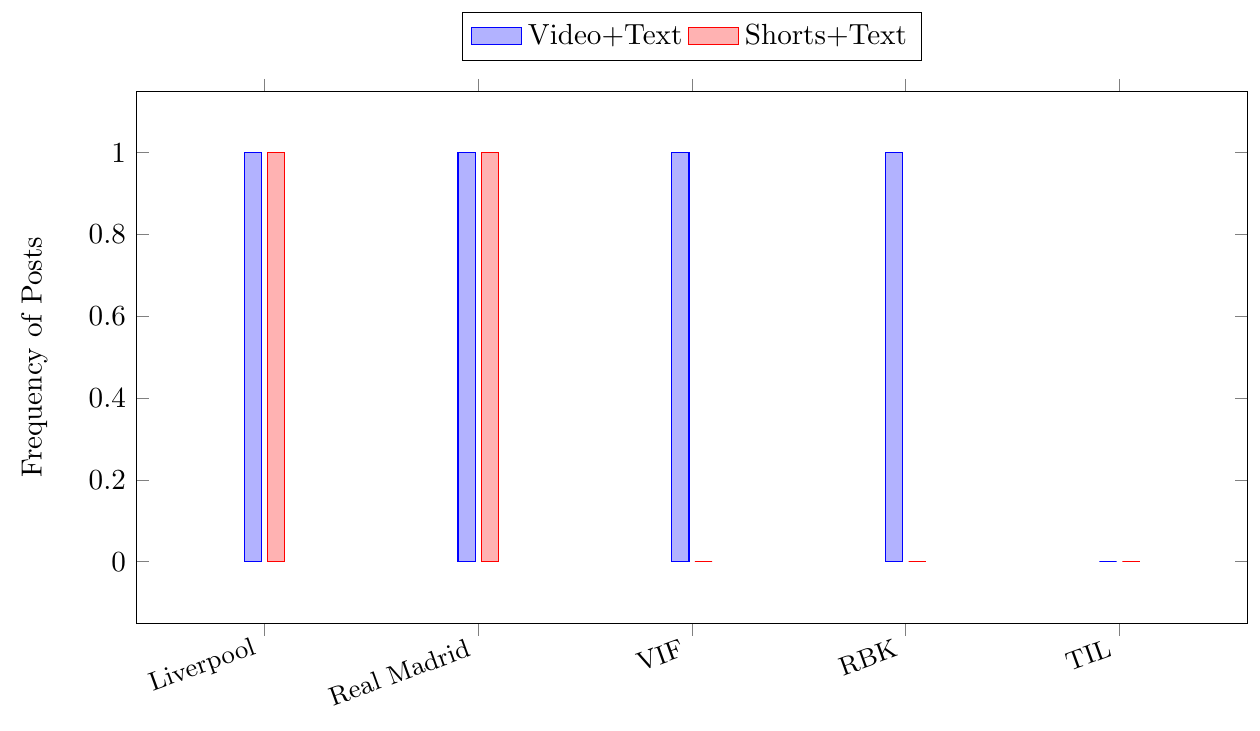 Video+Text Shorts+Text
1
0.8
0.6
0.4
0.2
0
Frequency of Posts
Liverpool
Real Madrid
VIF
RBK
TIL